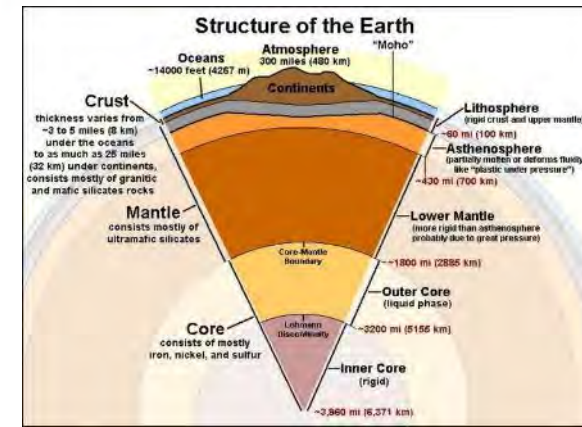 Structure of the Earth
"Moho"
Oceans
~14000 feet (4267 m)
Atmosphere
300 miles (480 km)
Continents
Crust
thickness varies from
~3 to 5 miles (8 km)
under the oceans
to as much as 25 miles
(32 km) under continents,
consists mostly of granitic
and mafic silicates rocks
Lithosphere
(rigid crust and upper mantle)
~60 mi (100 km)
Asthenosphere
(partially molten or deforms fluidly
like "plastic under pressure")
~430 mi (700 km)
Mantle
consists mostly of
ultramafic silicates
Lower Mantle
(more rigid than asthenosphere
probably due to great pressure)
Core-Mantle
Boundary
~1800 mi (2885 km)
Outer Core
(liquid phase)
~3200 mi (5155 km)
Core
consists of mostly
iron, nickel, and sulfur
Lehmann
Discontinuity
Inner Core
(rigid)
~3,960 mi (6,371 km)